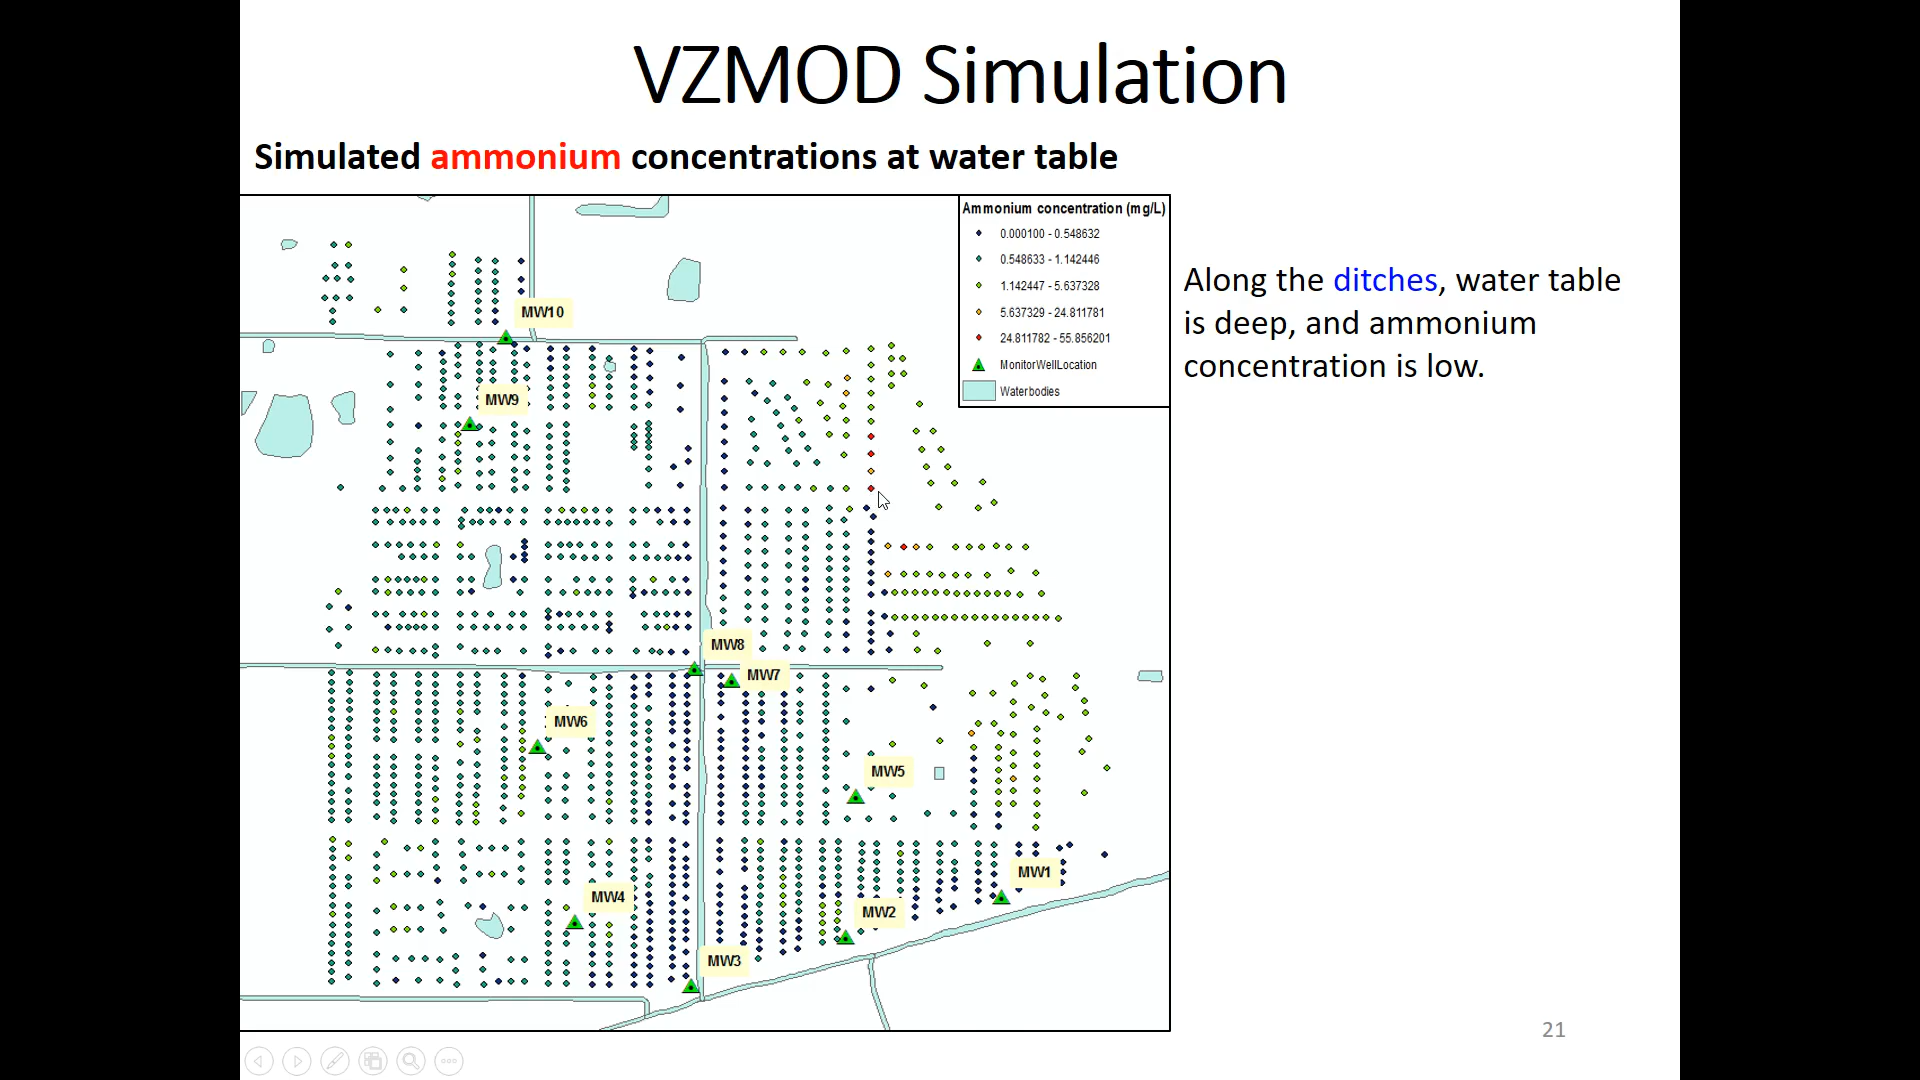 VZMOD Simulation
Simulated ammonium concentrations at water table
Ammonium concentration (mg/L)
0.000100 - 0.548632
0.548633 - 1.142446
1.142447 - 5.637328
5.637329 - 24.811781
24.811782 - 55.856201
MonitorWellLocation
Waterbodies
Along the ditches, water table
is deep, and ammonium
concentration is low.
MW10
MW9
MW8
MW7
MW6
MW5
MW1
MW4
MW2
MW3
21